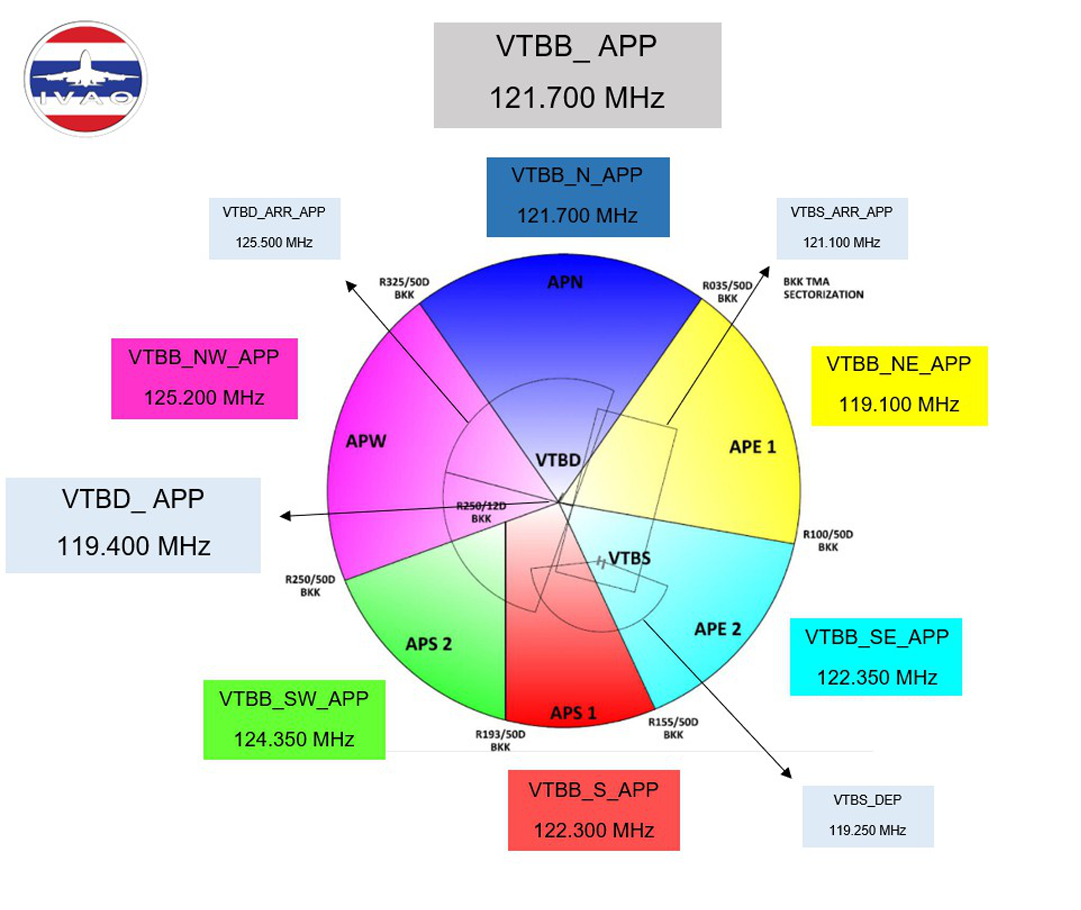 IVAO
VTBB_ APP
121.700 MHz
VTBB_N_APP
121.700 MHz
VTBD_ARR_APP
125.500 MHz
VTBS_ARR_APP
121.100 MHz
R325/50D
BKK
APN
R035/50D
BKK
BKK TMA
SECTORIZATION
VTBB_NW_APP
125.200 MHz
VTBB_NE_APP
119.100 MHz
APW
APE 1
VTBD
VTBD_ APP
119.400 MHz
R250/12D
BKK
R100/50D
BKK
VTBS
R250/50D
BKK
APS 2
APE 2
VTBB_SE_APP
122.350 MHz
VTBB_SW_APP
124.350 MHz
APS 1
R193/50D
BKK
R155/50D
BKK
VTBB_S_APP
122.300 MHz
VTBS_DEP
119.250 MHz